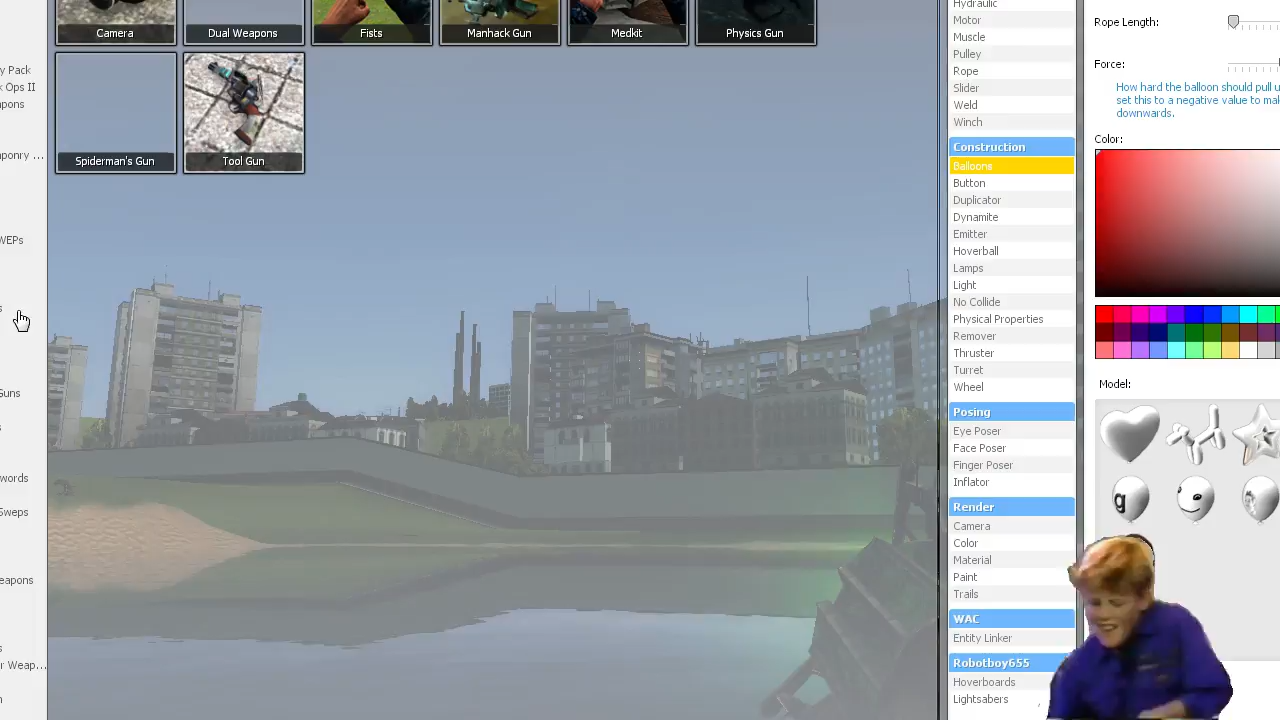 Camera
Dual Weapons
Fists
Manhack Gun
Medkit
Physics Gun
Spiderman's Gun
Tool Gun
y Pack
k Ops II
apons
aponry ...
WEPs
s
Guns
s
words
Sweps
eapons
s
r Weap...
n
Hydraulic
Motor
Muscle
Pulley
Rope
Slider
Weld
Winch
Construction
Balloons
Button
Duplicator
Dynamite
Emitter
Hoverball
Lamps
Light
No Collide
Physical Properties
Remover
Thruster
Turret
Wheel
Posing
Eye Poser
Face Poser
Finger Poser
Inflator
Render
Camera
Color
Material
Paint
Trails
WAC
Entity Linker
Robotboy655
Hoverboards
Lightsabers
Rope Length:
Force:
How hard the balloon should pull u
set this to a negative value to mak
downwards.
Color:
Model:
g